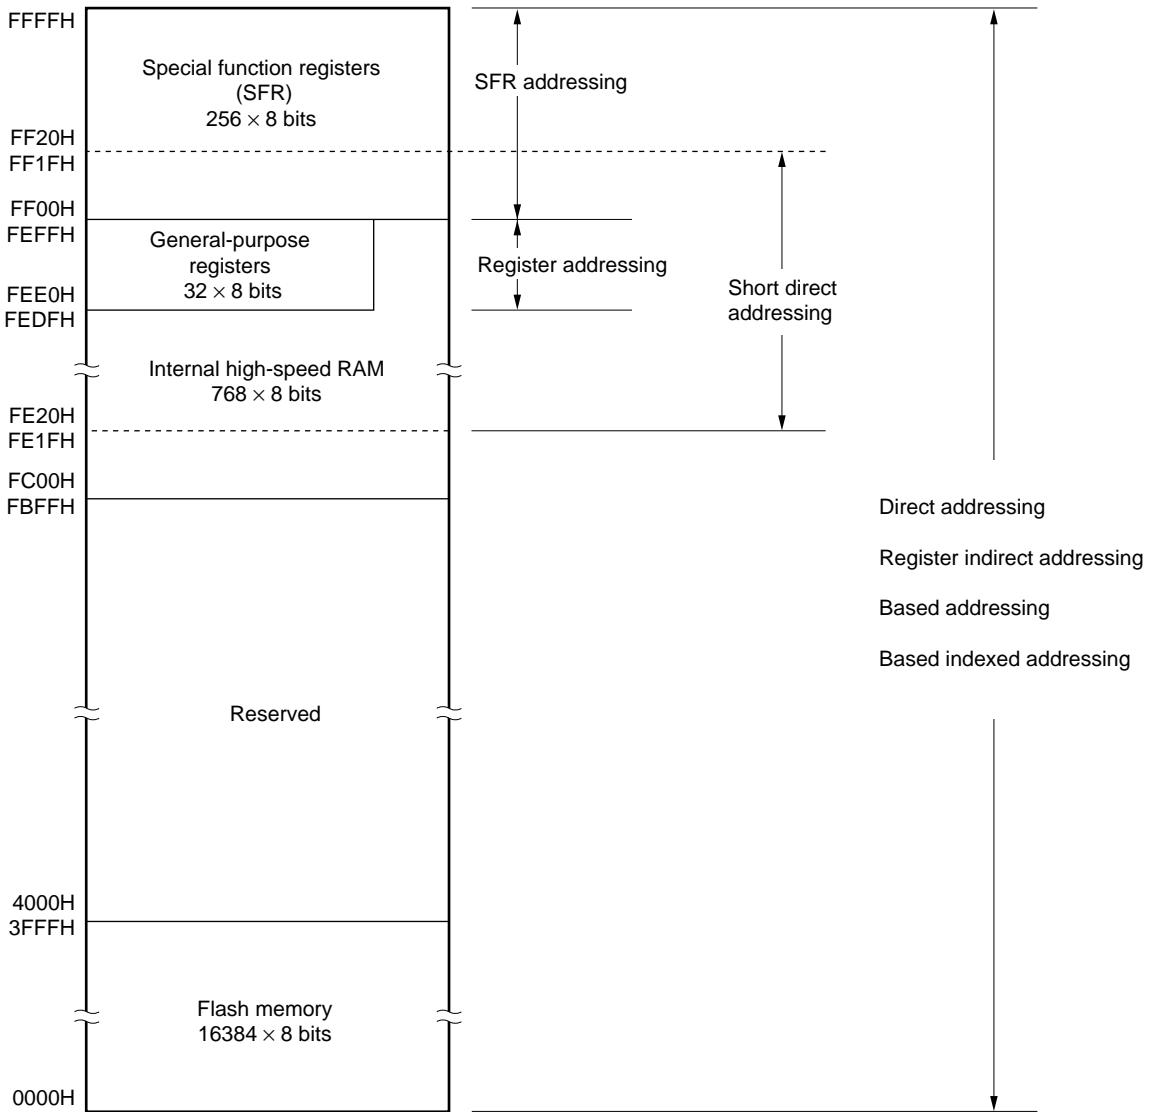 FFFFH
Special function registers
(SFR)
256 × 8 bits
SFR addressing
FF20H
FF1FH
FF00H
FEFFH
General-purpose
registers
32 × 8 bits
Register addressing
Short direct
addressing
FEE0H
FEDFH
Internal high-speed RAM
768 × 8 bits
FE20H
FE1FH
FC00H
FBFFH
Direct addressing
Register indirect addressing
Based addressing
Based indexed addressing
Reserved
4000H
3FFFH
Flash memory
16384 × 8 bits
0000H